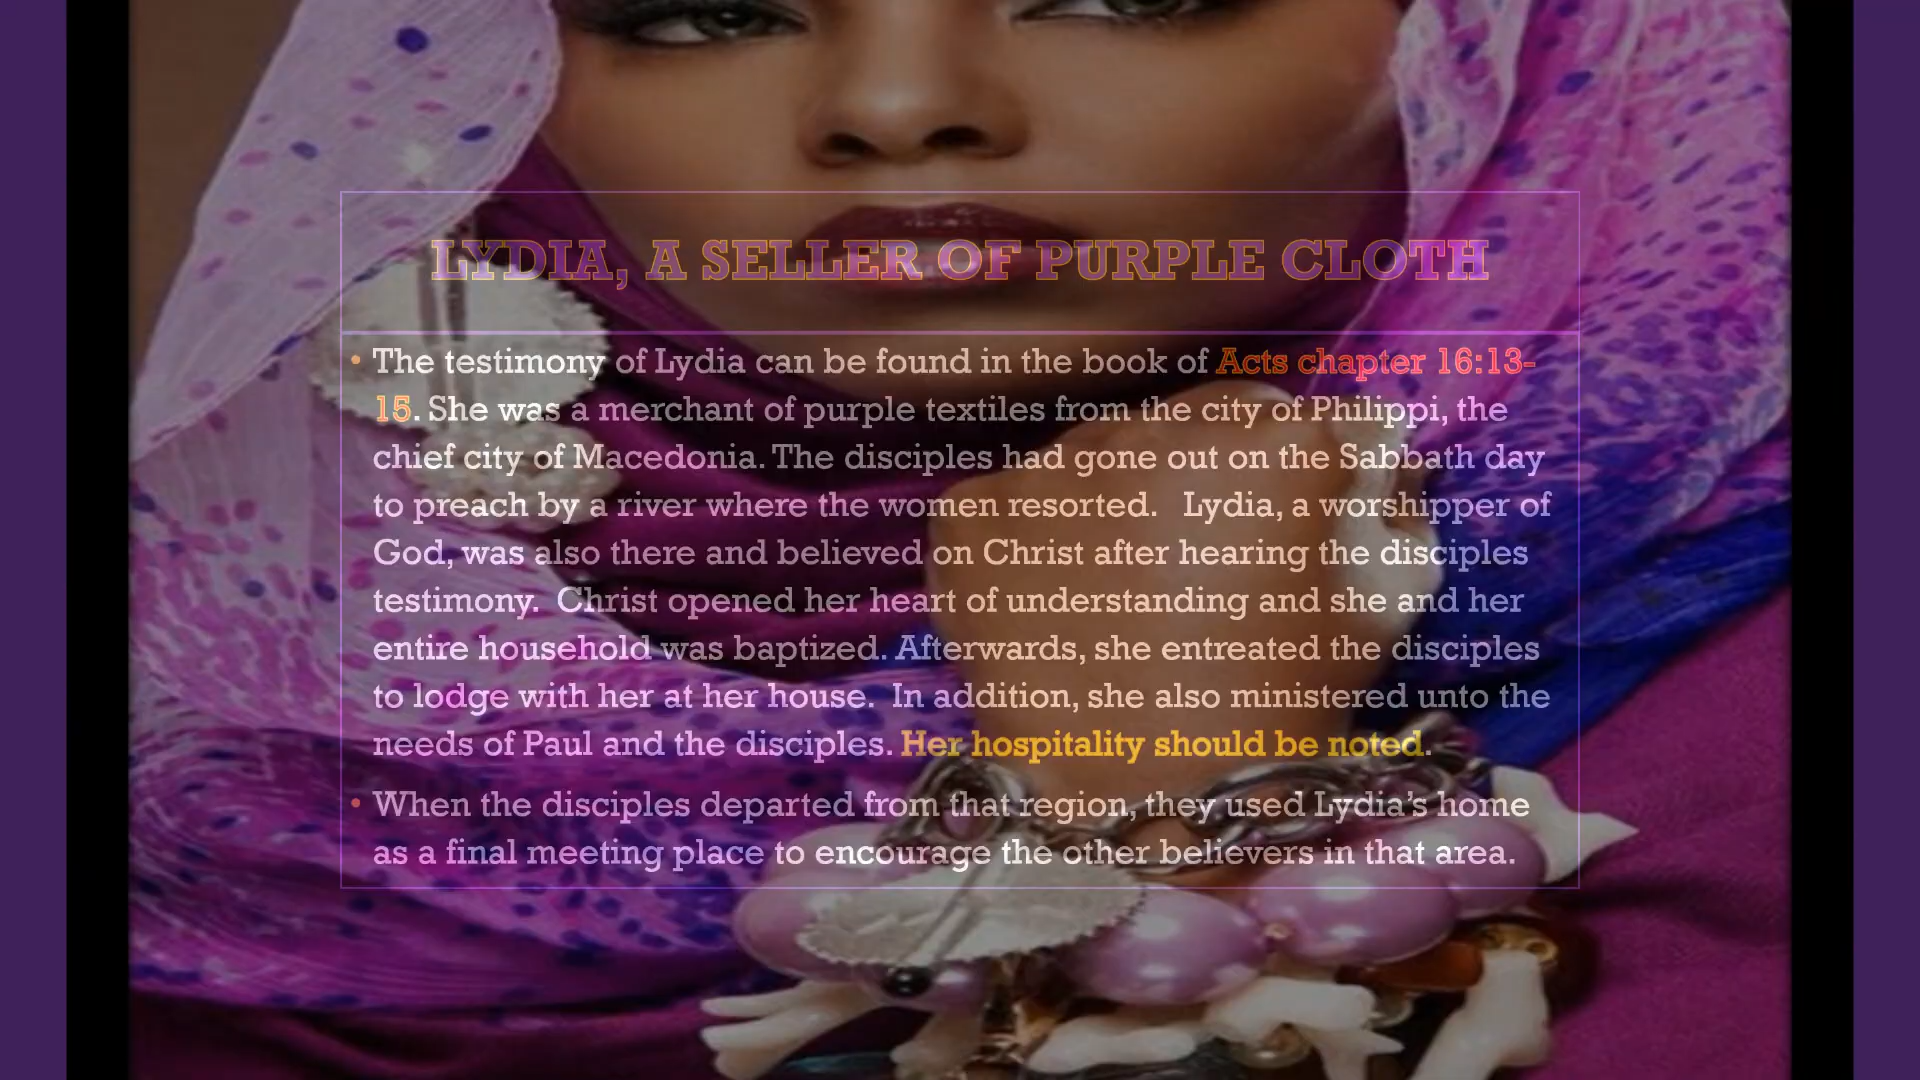 LYDIA, A SELLER OF PURPLE CLOTH
• The testimony of Lydia can be found in the book of Acts chapter 16:13-
15. She was a merchant of purple textiles from the city of Philippi, the
chief city of Macedonia. The disciples had gone out on the Sabbath day
to preach by a river where the women resorted. Lydia, a worshipper of
God, was also there and believed on Christ after hearing the disciples
testimony. Christ opened her heart of understanding and she and her
entire household was baptized. Afterwards, she entreated the disciples
to lodge with her at her house. In addition, she also ministered unto the
needs of Paul and the disciples. Her hospitality should be noted.
• When the disciples departed from that region, they used Lydia’s home
as a final meeting place to encourage the other believers in that area.